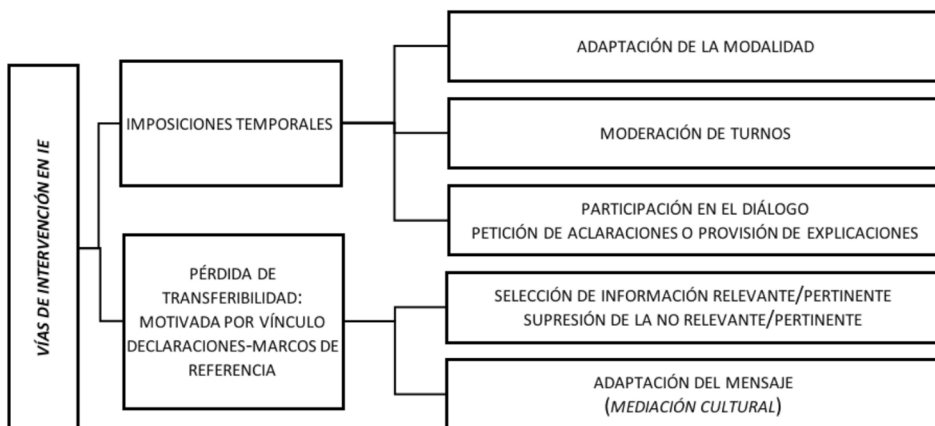 VÍAS DE INTERVENCIÓN EN IE
IMPOSICIONES TEMPORALES
ADAPTACIÓN DE LA MODALIDAD
MODERACIÓN DE TURNOS
PARTICIPACIÓN EN EL DIÁLOGO
PETICIÓN DE ACLARACIONES O PROVISIÓN DE EXPLICACIONES
PÉRDIDA DE
TRANSFERIBILIDAD:
MOTIVADA POR VÍNCULO
DECLARACIONES-MARCOS DE
REFERENCIA
SELECCIÓN DE INFORMACIÓN RELEVANTE/PERTINENTE
SUPRESIÓN DE LA NO RELEVANTE/PERTINENTE
ADAPTACIÓN DEL MENSAJE
(MEDIACIÓN CULTURAL)